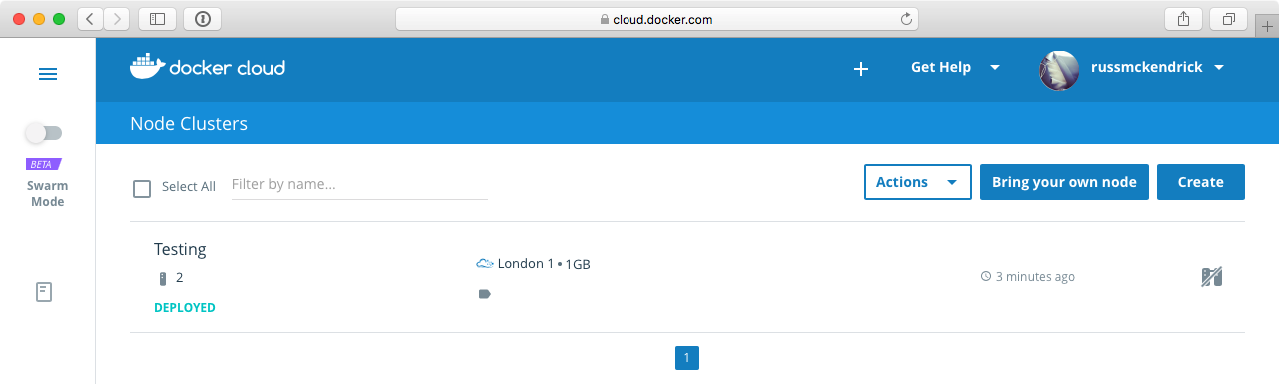 cloud.docker.com
docker cloud
Get Help
russmckendrick
Node Clusters
BETA
Swarm
Mode
Select All
Filter by name...
Actions
Bring your own node
Create
Testing
2
DEPLOYED
London 1 • 1GB
3 minutes ago
1